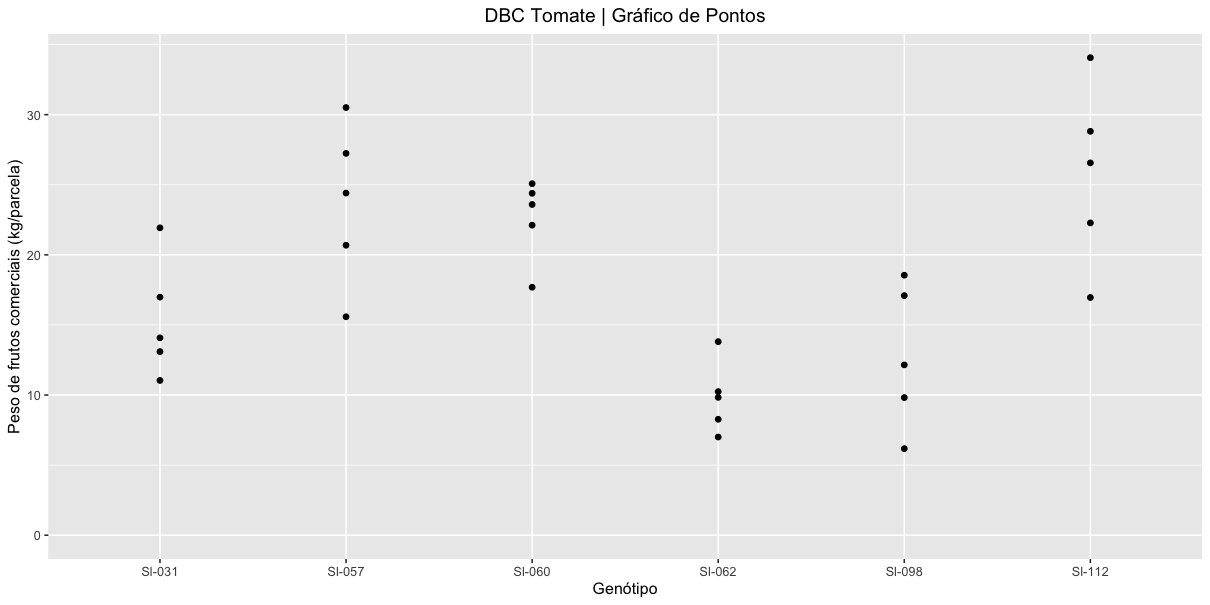 DBC Tomate | Gráfico de Pontos
Peso de frutos comerciais (kg/parcela)
30
20
10
0
SI-031 SI-057 SI-060 SI-062 SI-098 SI-112
Genótipo